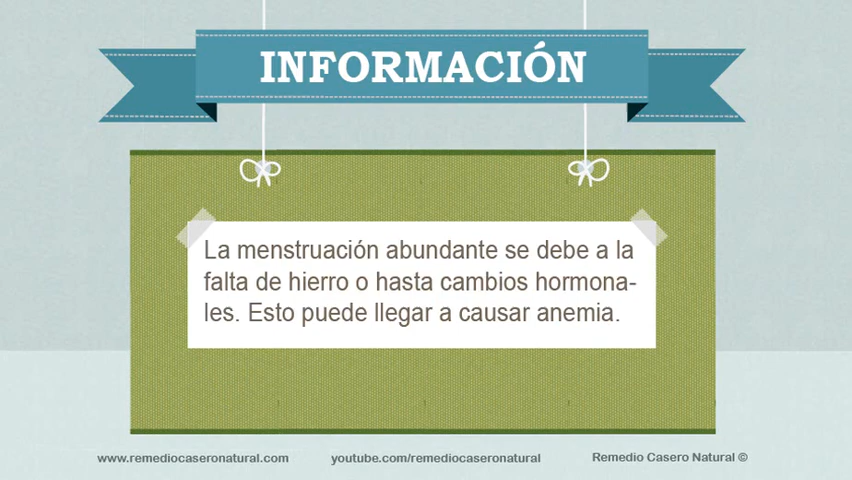 INFORMACIÓN
La menstruación abundante se debe a la
falta de hierro o hasta cambios hormona-
les. Esto puede llegar a causar anemia.
www.remediocaseronatural.com youtube.com/remediocaseronatural Remedio Casero Natural ©